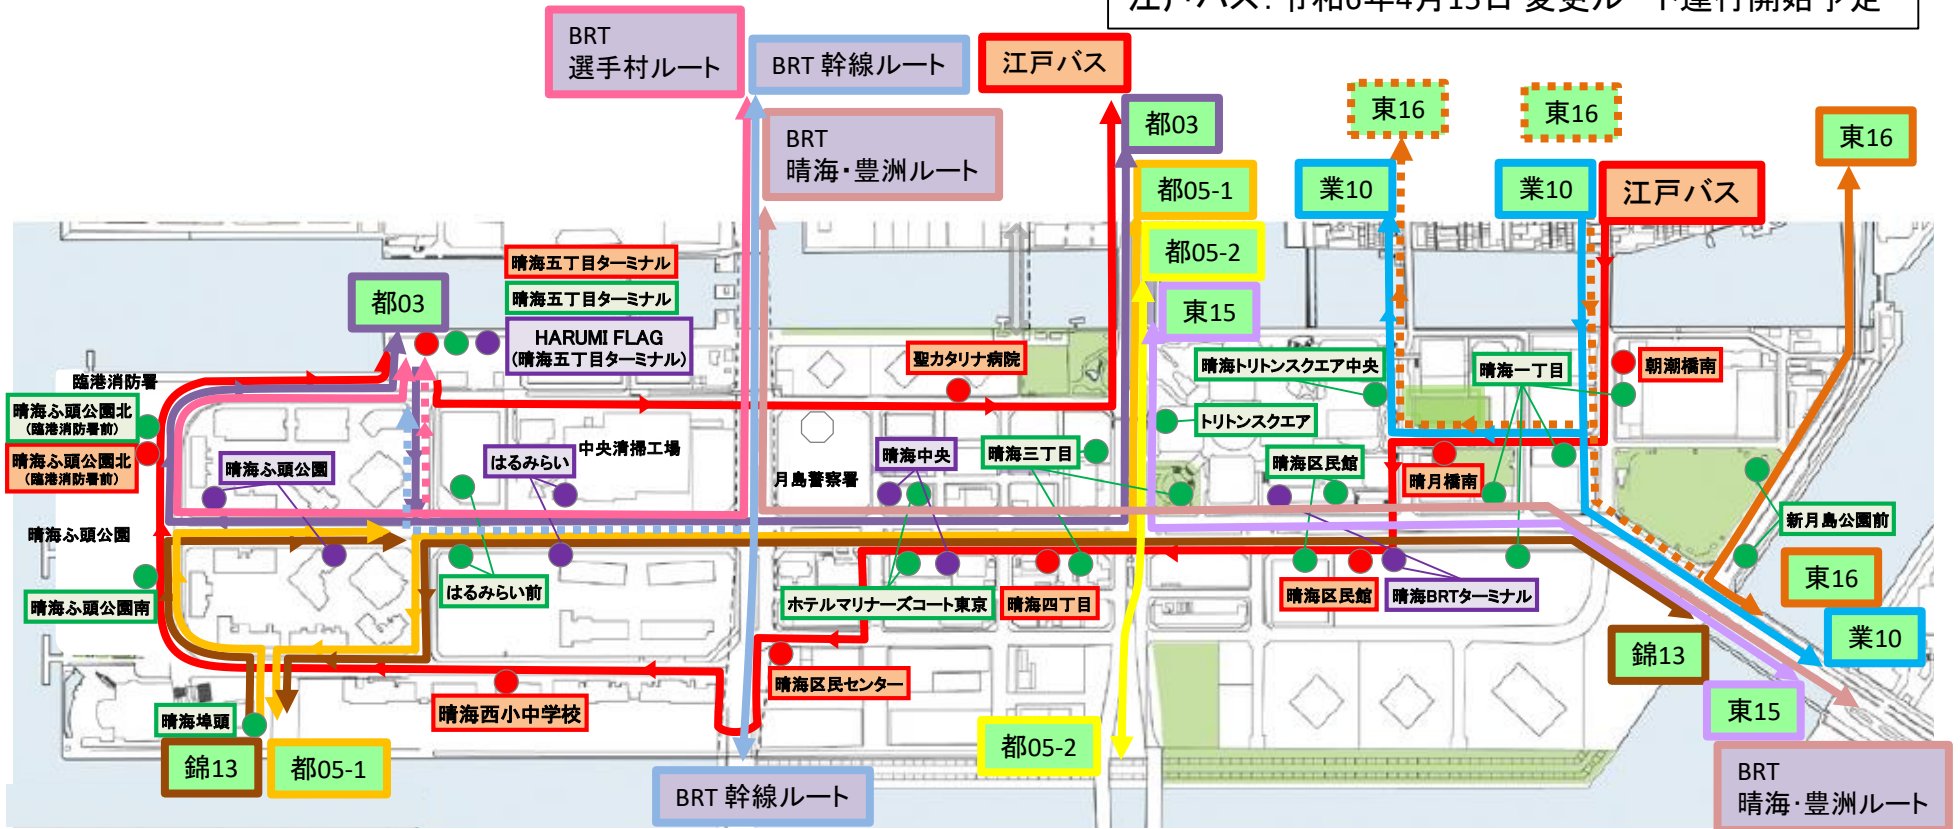 江戸バス：令和6年4月15日 変更ルート運行開始予定
BRT
選手村ルート
BRT 幹線ルート
江戸バス
BRT
晴海・豊洲ルート
都03
都05-1
都05-2
東15
東16
東16
東16
業10
業10
江戸バス
都03
晴海五丁目ターミナル
晴海五丁目ターミナル
HARUMI FLAG
(晴海五丁目ターミナル)
臨港消防署
晴海ふ頭公園北
(臨港消防署前)
晴海ふ頭公園北
(臨港消防署前)
晴海ふ頭公園
はるみらい
中央清掃工場
聖カタリナ病院
月島警察署
晴海中央
晴海三丁目
晴海トリトンスクエア中央
トリトンスクエア
晴海区民館
晴海一丁目
朝潮橋南
晴月橋南
新月島公園前
晴海ふ頭公園
晴海ふ頭公園南
はるみらい前
ホテルマリナーズコート東京
晴海四丁目
晴海区民館
晴海BRTターミナル
東16
業10
錦13
東15
晴海区民センター
晴海西小中学校
晴海埠頭
錦13
都05-1
都05-2
BRT 幹線ルート
BRT
晴海・豊洲ルート